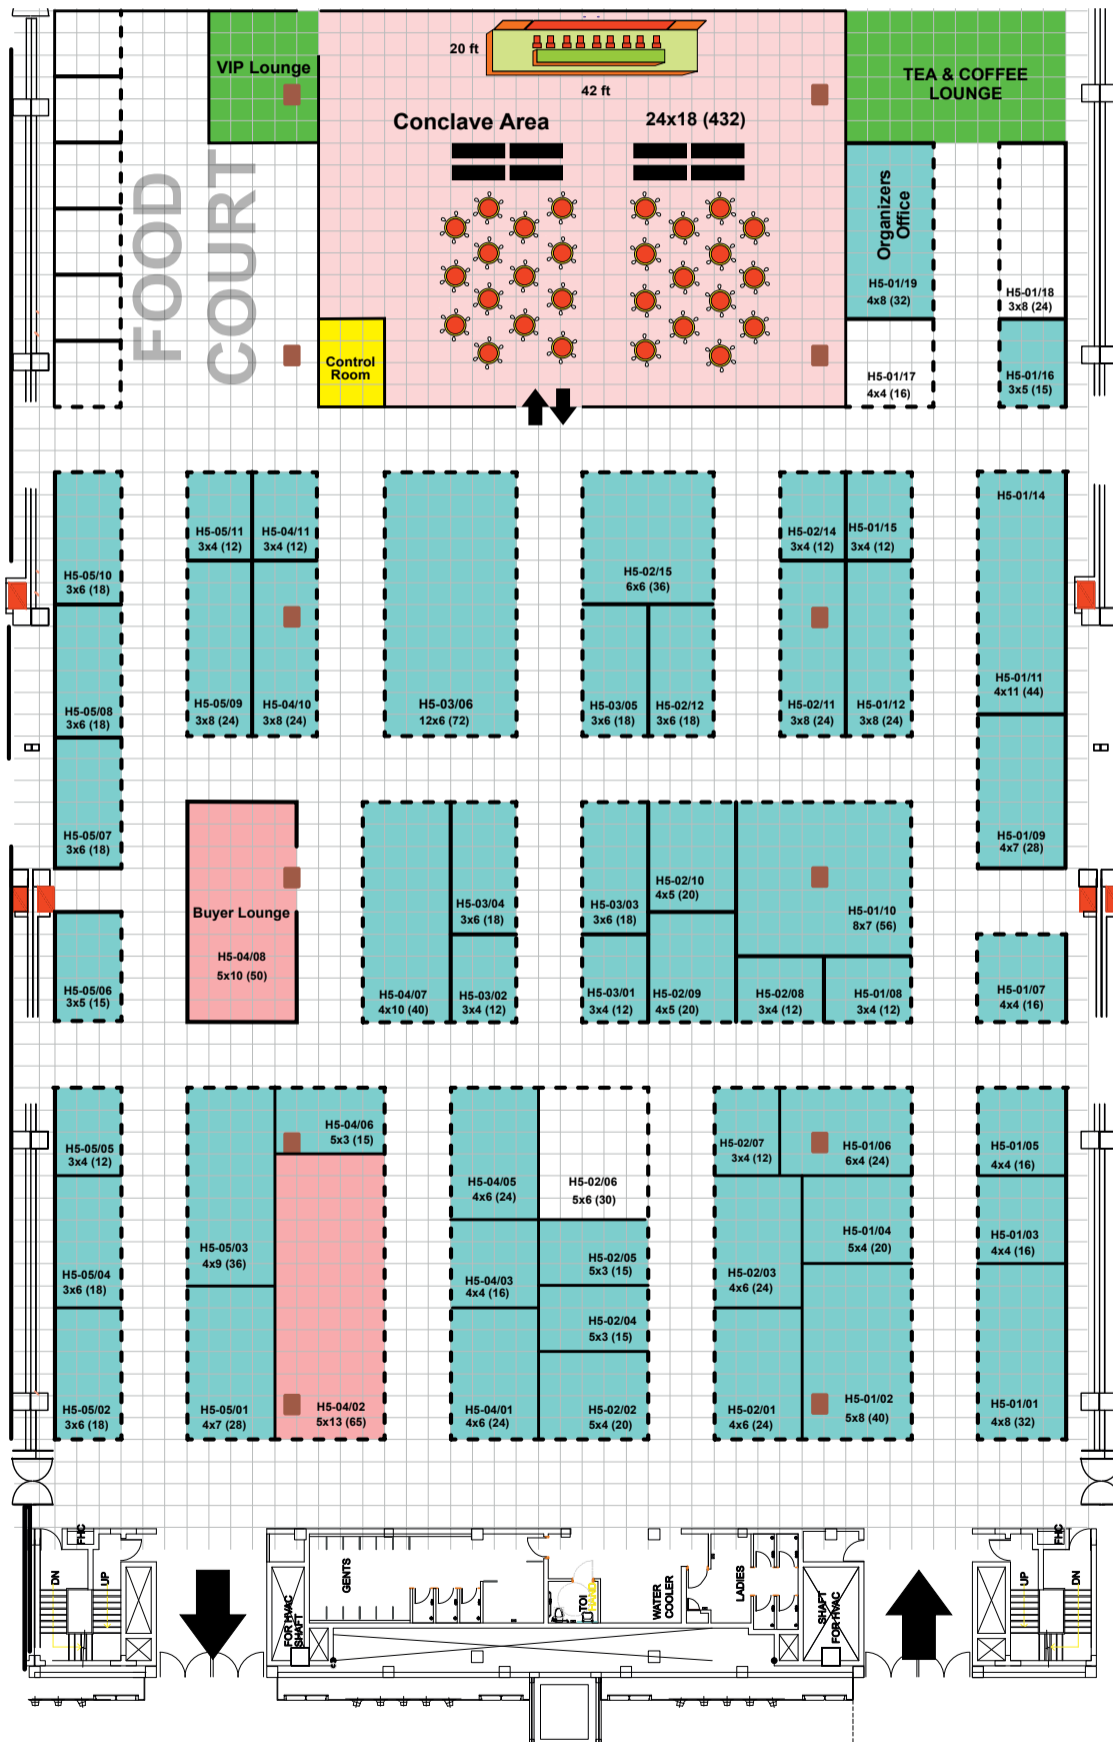 20 ft
42 ft
VIP Lounge
TEA & COFFEE
LOUNGE
Conclave Area
24x18 (432)
FOOD
COURT
Organizers
Office
H5-01/19
4x8 (32)
H5-01/18
3x8 (24)
Control
Room
H5-01/17
4x4 (16)
H5-01/16
3x5 (15)
H5-05/10
3x6 (18)
H5-05/11
3x4 (12)
H5-04/11
3x4 (12)
H5-02/15
6x6 (36)
H5-02/14
3x4 (12)
H5-01/15
3x4 (12)
H5-01/14
H5-05/08
3x6 (18)
H5-05/09
3x8 (24)
H5-04/10
3x8 (24)
H5-03/06
12x6 (72)
H5-03/05
3x6 (18)
H5-02/12
3x6 (18)
H5-02/11
3x8 (24)
H5-01/12
3x8 (24)
H5-01/11
4x11 (44)
H5-05/07
3x6 (18)
H5-01/09
4x7 (28)
Buyer Lounge
H5-04/08
5x10 (50)
H5-03/04
3x6 (18)
H5-03/03
3x6 (18)
H5-02/10
4x5 (20)
H5-01/10
8x7 (56)
H5-05/06
3x5 (15)
H5-04/07
4x10 (40)
H5-03/02
3x4 (12)
H5-03/01
3x4 (12)
H5-02/09
4x5 (20)
H5-02/08
3x4 (12)
H5-01/08
3x4 (12)
H5-01/07
4x4 (16)
H5-05/05
3x4 (12)
H5-04/06
5x3 (15)
H5-04/05
4x6 (24)
H5-02/06
5x6 (30)
H5-02/07
3x4 (12)
H5-01/06
6x4 (24)
H5-01/05
4x4 (16)
H5-05/04
3x6 (18)
H5-05/03
4x9 (36)
H5-04/03
4x4 (16)
H5-02/05
5x3 (15)
H5-02/03
4x6 (24)
H5-01/04
5x4 (20)
H5-01/03
4x4 (16)
H5-02/04
5x3 (15)
H5-05/02
3x6 (18)
H5-05/01
4x7 (28)
H5-04/02
5x13 (65)
H5-04/01
4x6 (24)
H5-02/02
5x4 (20)
H5-02/01
4x6 (24)
H5-01/02
5x8 (40)
H5-01/01
4x8 (32)
FHC
DN
UP
FOR HVAC
SHAFT
GENTS
TOI
HAND
WATER
COOLER
LADIES
SHAFT
FOR HVAC
FHC
UP
DN